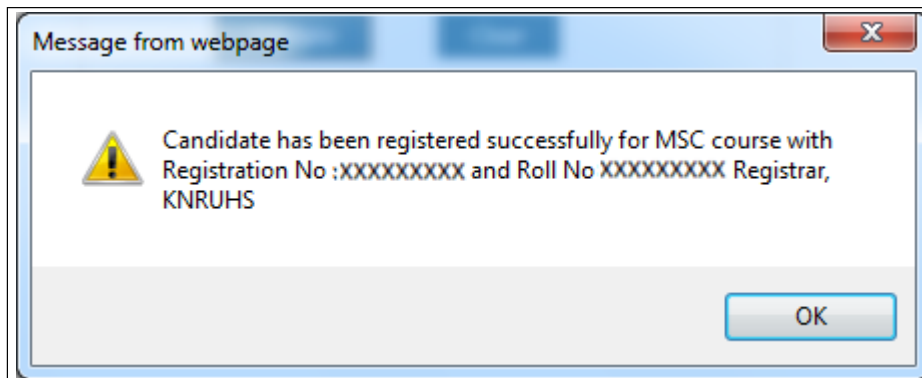 Message from webpage
Candidate has been registered successfully for MSC course with
Registration No :XXXXXXXXX and Roll No XXXXXXXXX Registrar,
KNRUHS
OK